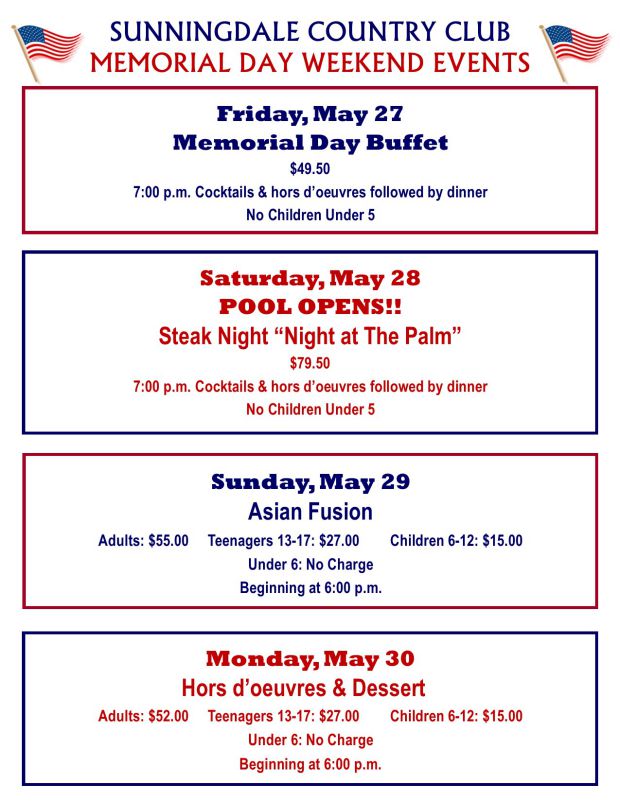 SUNNINGDALE COUNTRY CLUB
MEMORIAL DAY WEEKEND EVENTS
Friday, May 27
Memorial Day Buffet
$49.50
7:00 p.m. Cocktails & hors d’oeuvres followed by dinner
No Children Under 5
Saturday, May 28
POOL OPENS!!
Steak Night “Night at The Palm”
$79.50
7:00 p.m. Cocktails & hors d’oeuvres followed by dinner
No Children Under 5
Sunday, May 29
Asian Fusion
Adults: $55.00 Teenagers 13-17: $27.00 Children 6-12: $15.00
Under 6: No Charge
Beginning at 6:00 p.m.
Monday, May 30
Hors d’oeuvres & Dessert
Adults: $52.00 Teenagers 13-17: $27.00 Children 6-12: $15.00
Under 6: No Charge
Beginning at 6:00 p.m.